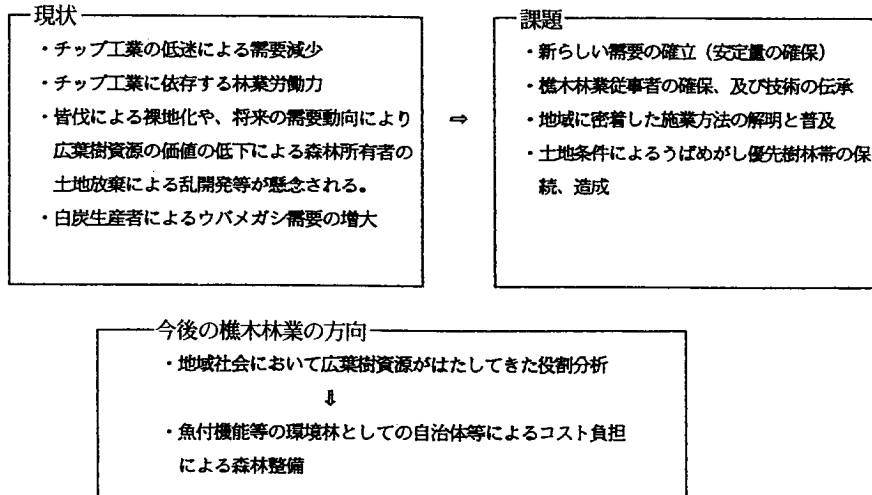 現状
・チップ工業の低迷による需要減少
・チップ工業に依存する林業労働力
・皆伐による裸地化や、将来の需要動向により
広葉樹資源の価値の低下による森林所有者の
土地放棄による乱開発等が懸念される。
・白炭生産者によるウバメガシ需要の増大
⇒
課題
・新らしい需要の確立（安定量の確保）
・樵木林業従事者の確保、及び技術の伝承
・地域に密着した施業方法の解明と普及
・土地条件によるうばめがし優先樹林帯の保
続、造成
今後の樵木林業の方向
・地域社会において広葉樹資源がはたしてきた役割分析
⇓
・魚付機能等の環境林としての自治体等によるコスト負担
による森林整備